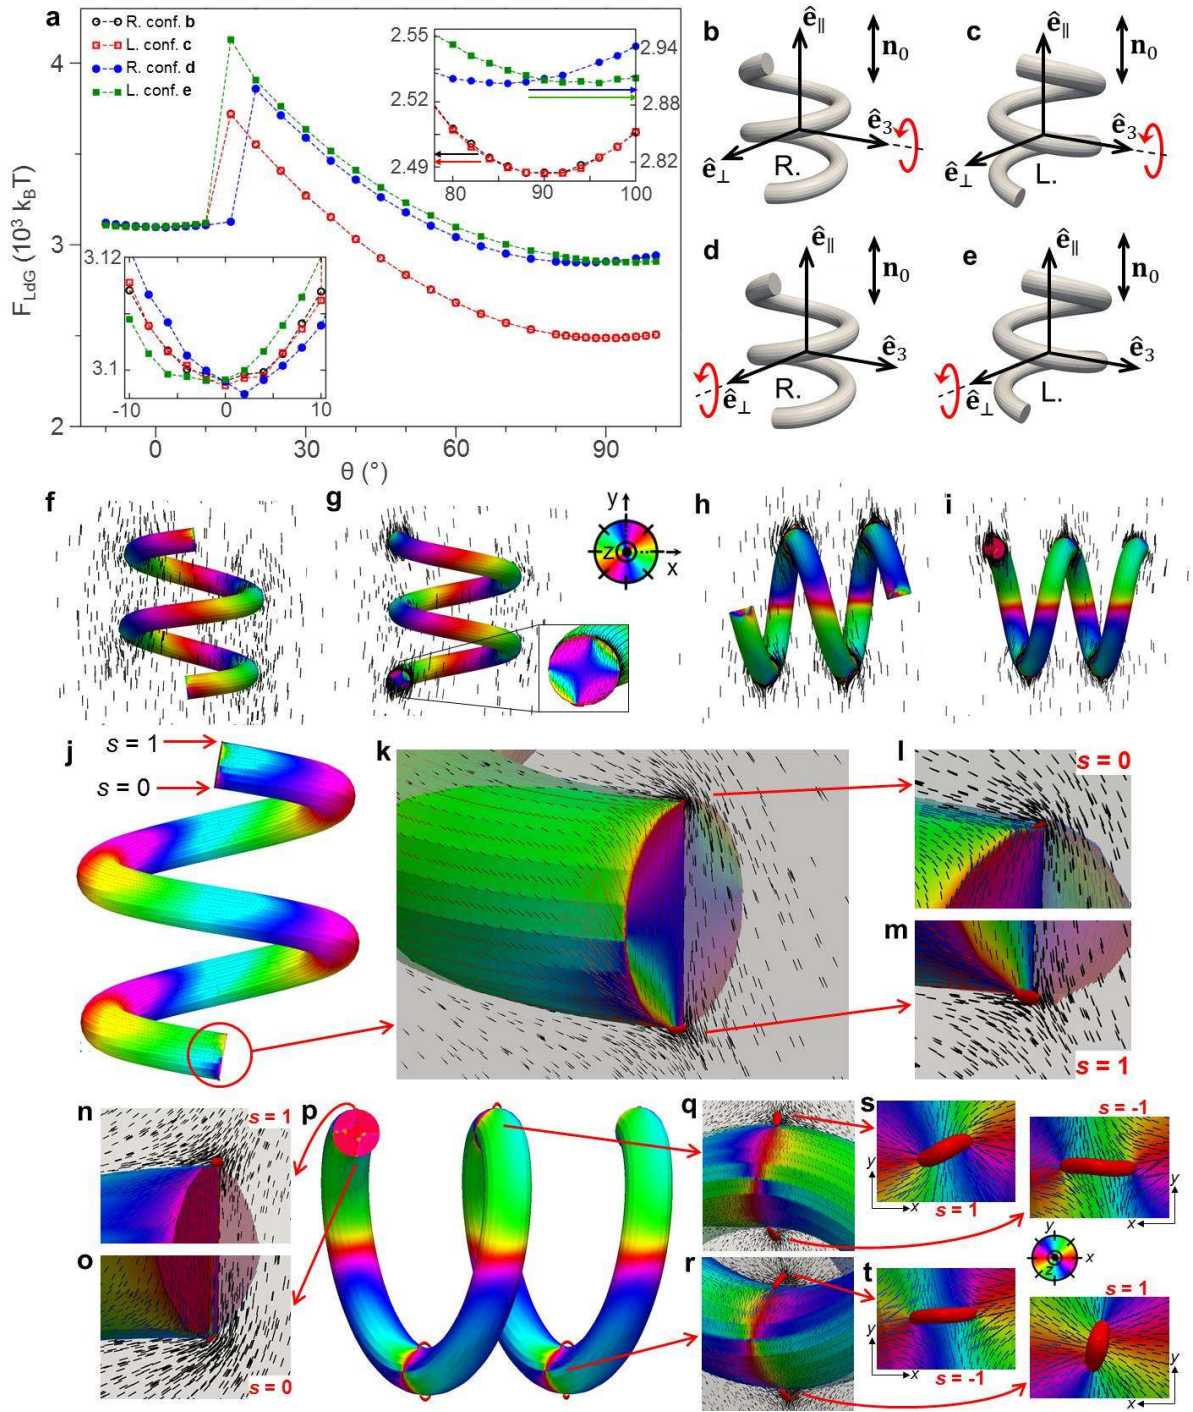 a
R. conf. b
L. conf. c
R. conf. d
L. conf. e
F_LdG (10³ k_BT)
4
3
2
0
30
60
90
θ (°)
2.55
2.52
2.49
2.94
2.88
2.82
80
90
100
3.112
3.10
-10
0
10
b
ê∥
n₀
ê₃
ê⊥
R.
c
ê∥
n₀
ê₃
ê⊥
L.
d
ê∥
n₀
ê₃
ê⊥
R.
e
ê∥
n₀
ê₃
ê⊥
L.
f
g
y
z
x
h
i
j
s = 1
s = 0
k
l
s = 0
m
s = 1
n
s = 1
o
s = 0
p
q
r
s
y
x
s = 1
s = -1
y
x
y
z
x
t
y
x
s = -1
s = 1
y
x